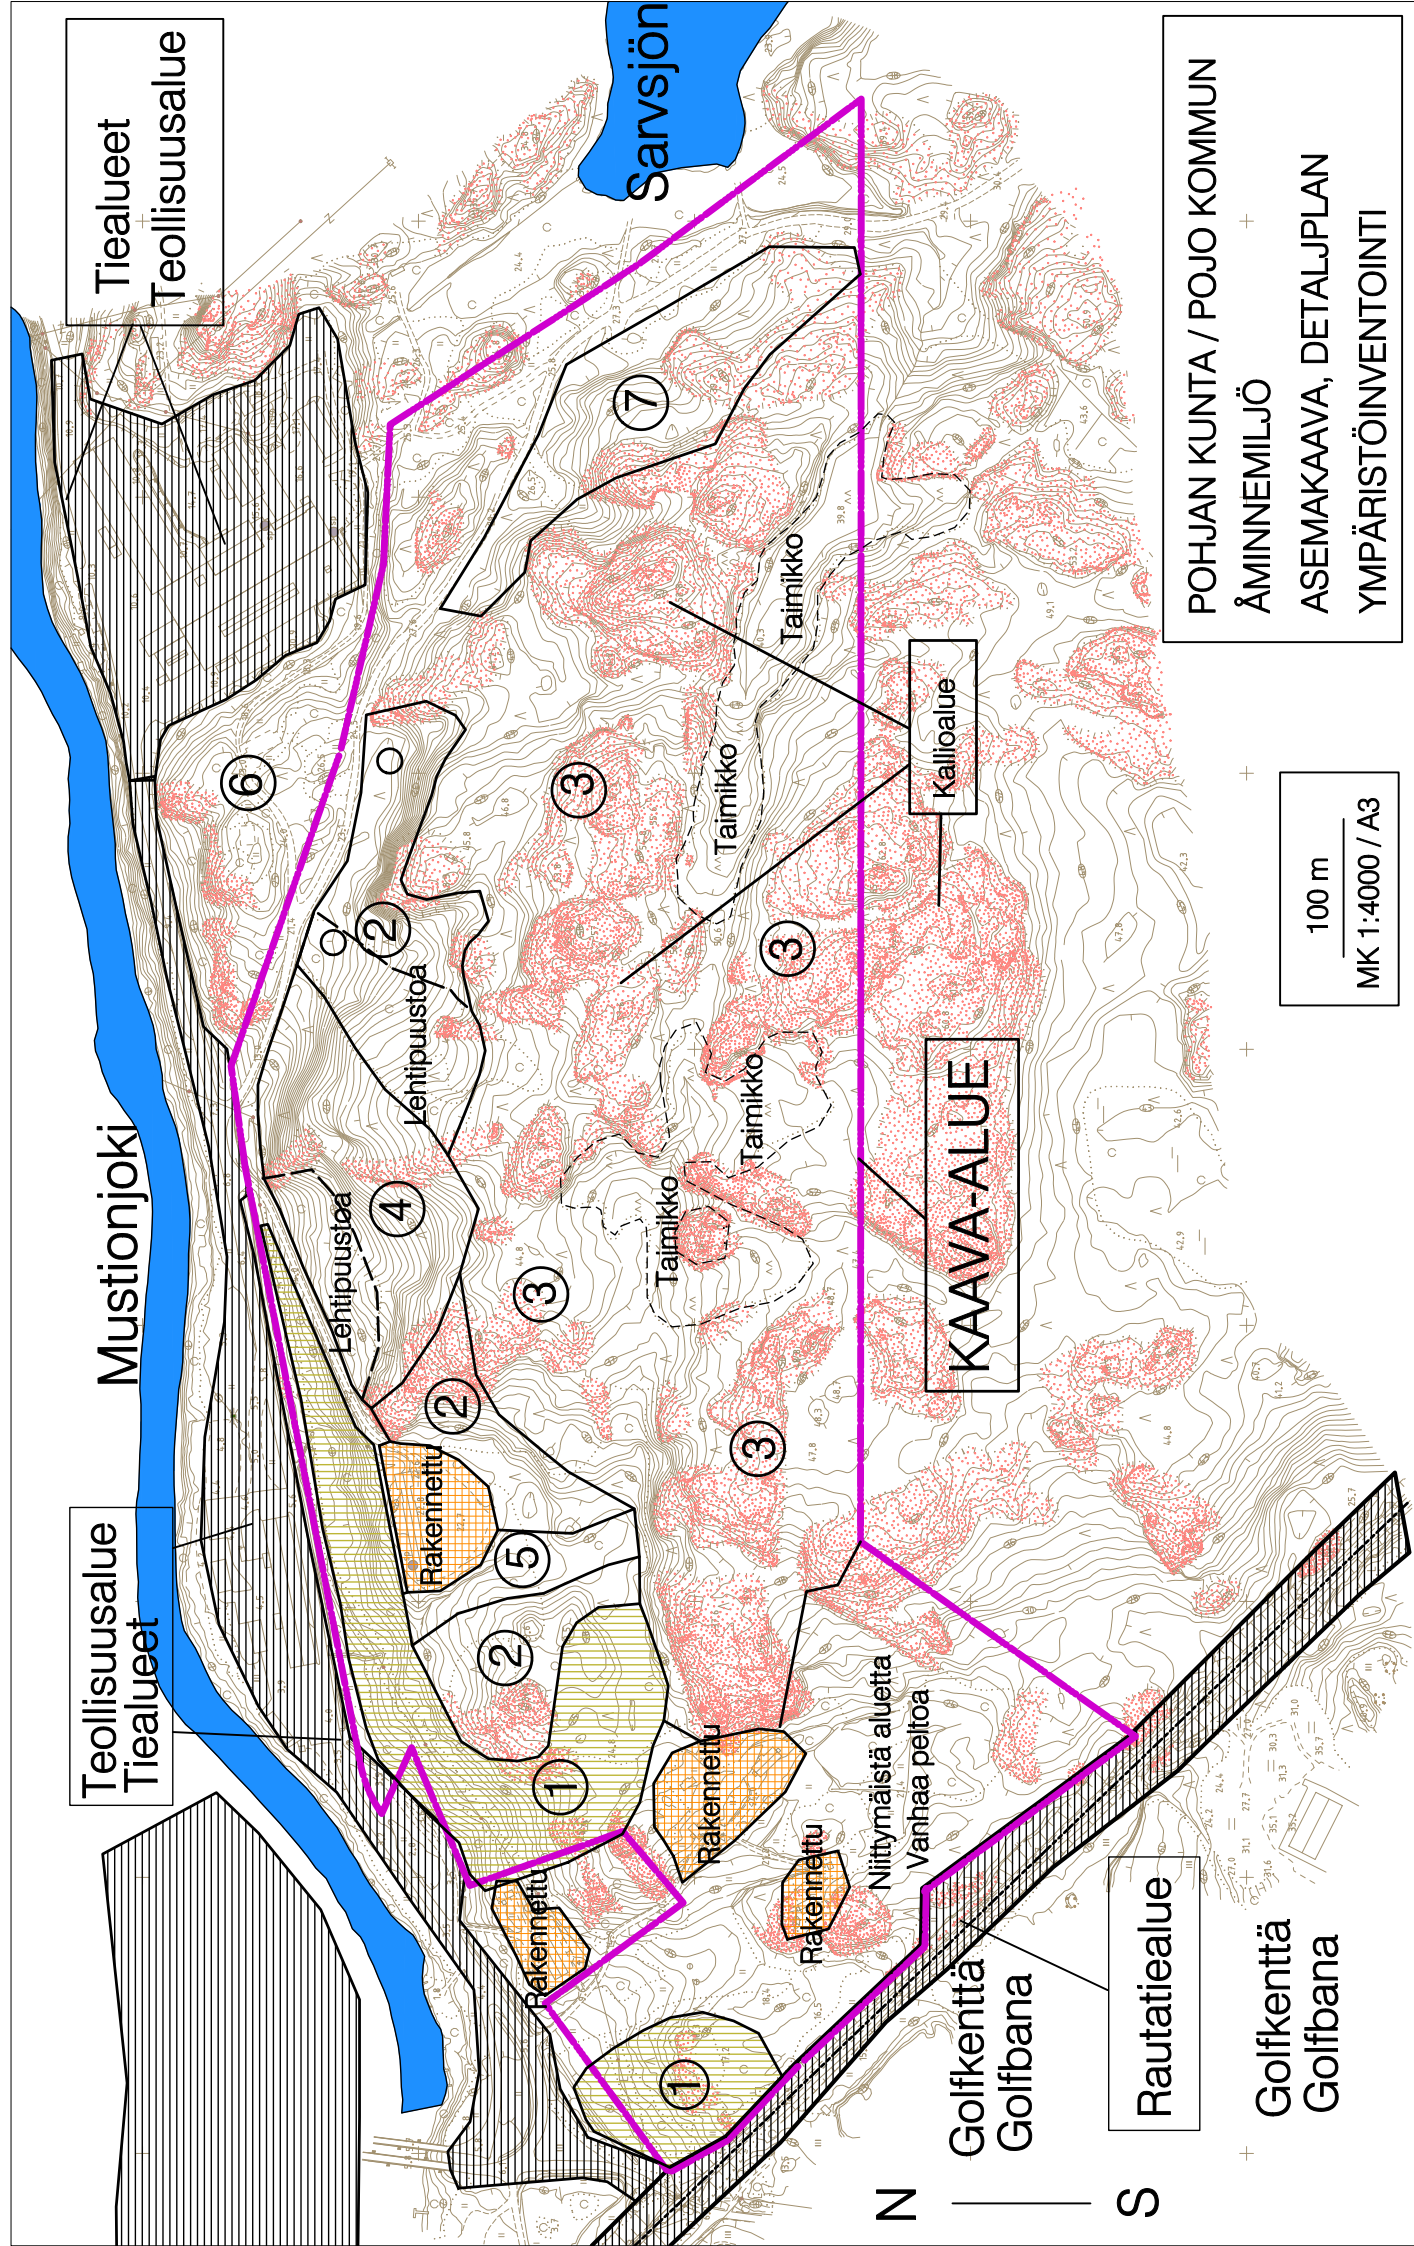 Tiealueet
Teollisuusalue
Sarvsjön
Mustionjoki
Teollisuusalue
Tiealueet
6
7
2
Lehtipuustoa
4
Lehtipuustoa
3
3
3
3
2
5
2
1
1
Taimikko
Taimikko
Taimikko
Taimikko
Kallioalue
KAAVA-ALUE
Rakennettu
Rakennettu
Rakennettu
Rakennettu
Niittymäistä aluetta
Vanhaa peltoa
Rautatiealue
Golfkenttä
Golfbana
Golfkenttä
Golfbana
N
S
POHJAN KUNTA / POJO KOMMUN
ÅMINNEMILJÖ
ASEMAKAAVA, DETALJPLAN
YMPÄRISTÖINVENTOINTI
100 m
MK 1:4000 / A3